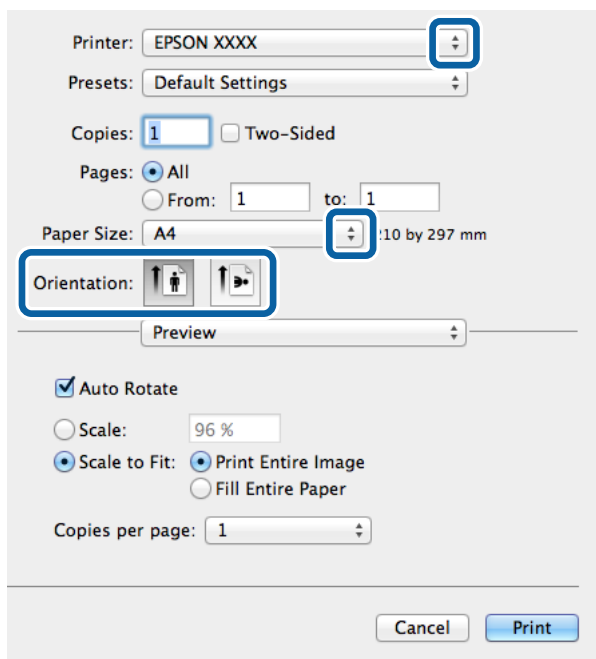 Printer: EPSON XXXX
Presets: Default Settings
Copies: 1 Two-Sided
Pages: All
From: 1 to: 1
Paper Size: A4 210 by 297 mm
Orientation:
Preview
Auto Rotate
Scale: 96 %
Scale to Fit: Print Entire Image
Fill Entire Paper
Copies per page: 1
Cancel Print